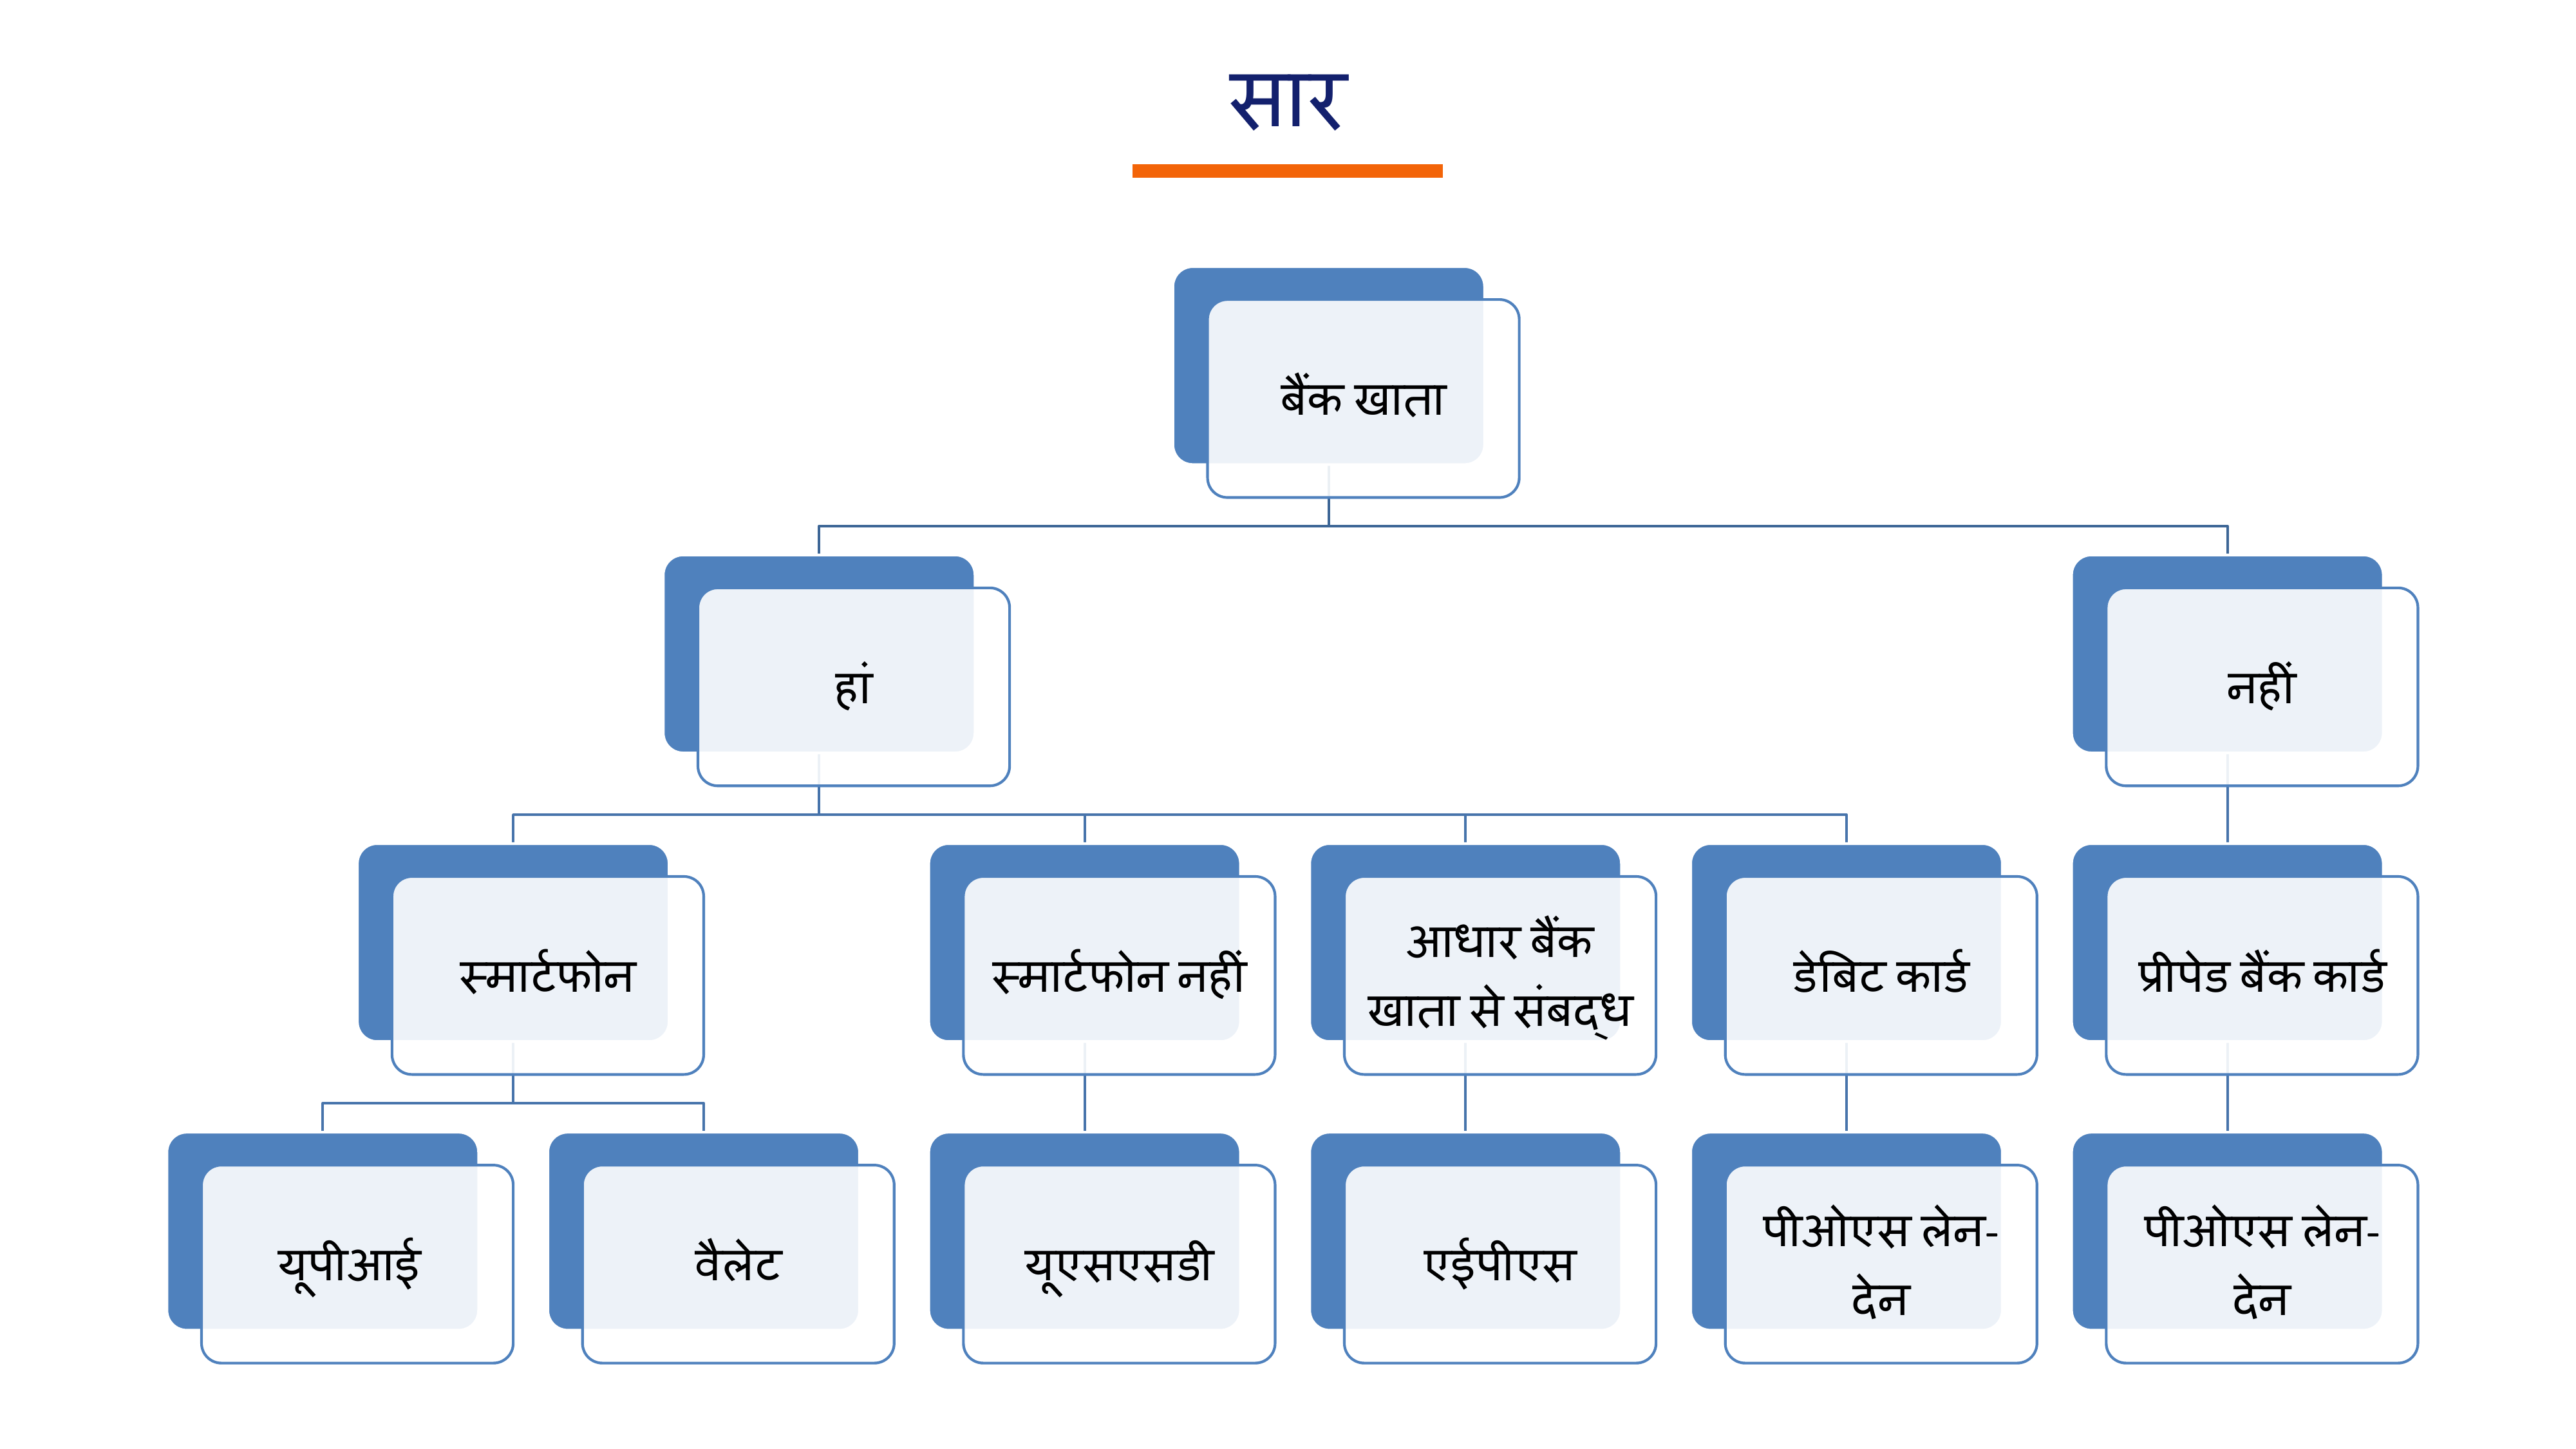 सार
बैंक खाता
हां
नहीं
स्मार्टफोन
स्मार्टफोन नहीं
आधार बैंक
खाता से संबद्ध
डेबिट कार्ड
प्रीपेड बैंक कार्ड
यूपीआई
वैलेट
यूएसएसडी
एईपीएस
पीओएस लेन-
देन
पीओएस लेन-
देन